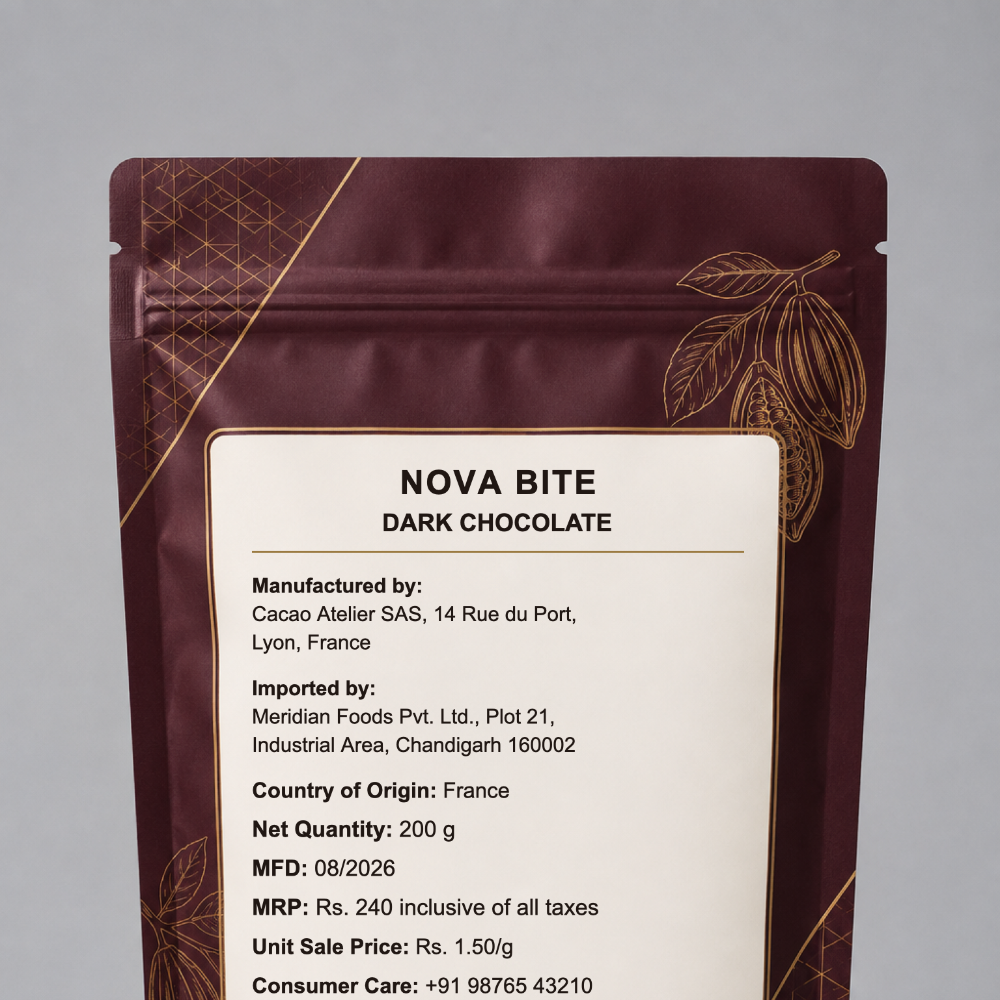 NOVA BITE
DARK CHOCOLATE
Manufactured by:
Cacao Atelier SAS, 14 Rue du Port,
Lyon, France
Imported by:
Meridian Foods Pvt. Ltd., Plot 21,
Industrial Area, Chandigarh 160002
Country of Origin: France
Net Quantity: 200 g
MFD: 08/2026
MRP: Rs. 240 inclusive of all taxes
Unit Sale Price: Rs. 1.50/g
Consumer Care: +91 98765 43210